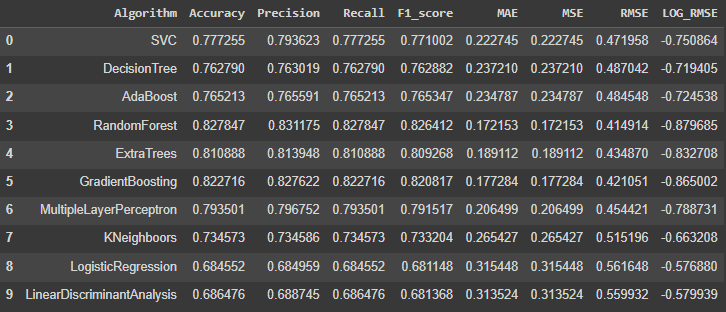 Algorithm Accuracy Precision Recall F1_score MAE MSE RMSE LOG_RMSE
0 SVC 0.777255 0.793623 0.777255 0.771002 0.222745 0.222745 0.471958 -0.750864
1 DecisionTree 0.762790 0.763019 0.762790 0.762882 0.237210 0.237210 0.487042 -0.719405
2 AdaBoost 0.765213 0.765591 0.765213 0.765347 0.234787 0.234787 0.484548 -0.724538
3 RandomForest 0.827847 0.831175 0.827847 0.826412 0.172153 0.172153 0.414914 -0.879685
4 ExtraTrees 0.810888 0.813948 0.810888 0.809268 0.189112 0.189112 0.434870 -0.832708
5 GradientBoosting 0.822716 0.827622 0.822716 0.820817 0.177284 0.177284 0.421051 -0.865002
6 MultipleLayerPerceptron 0.793501 0.796752 0.793501 0.791517 0.206499 0.206499 0.454421 -0.788731
7 KNeighboors 0.734573 0.734586 0.734573 0.733204 0.265427 0.265427 0.515196 -0.663208
8 LogisticRegression 0.684552 0.684959 0.684552 0.681148 0.315448 0.315448 0.561648 -0.576880
9 LinearDiscriminantAnalysis 0.686476 0.688745 0.686476 0.681368 0.313524 0.313524 0.559932 -0.579939